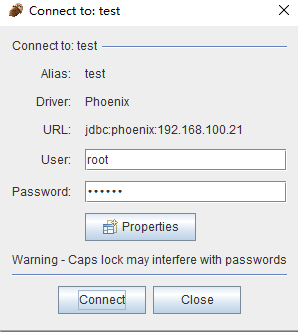 Connect to: test
Connect to: test
Alias: test
Driver: Phoenix
URL: jdbc:phoenix:192.168.100.21
User: root
Password: ••••••
Properties
Warning - Caps lock may interfere with passwords
Connect Close